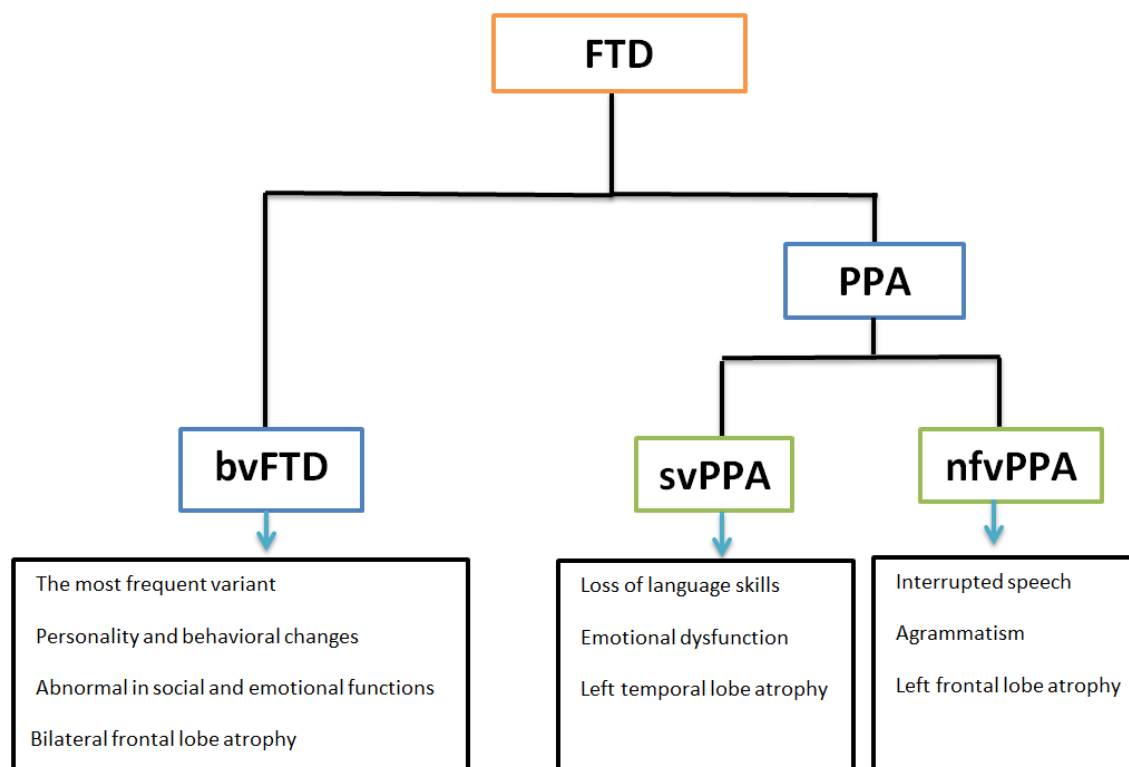 FTD
PPA
bvFTD
svPPA
nfvPPA
The most frequent variant
Personality and behavioral changes
Abnormal in social and emotional functions
Bilateral frontal lobe atrophy
Loss of language skills
Emotional dysfunction
Left temporal lobe atrophy
Interrupted speech
Agrammatism
Left frontal lobe atrophy